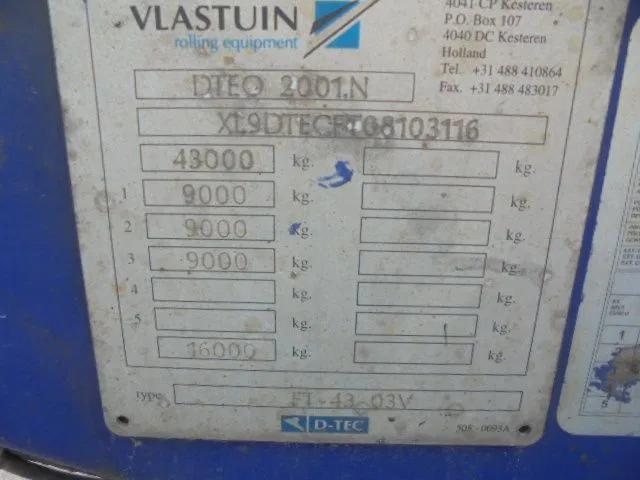 VLASTUIN
rolling equipment
4041 CP Kesteren
P.O. Box 107
4040 DC Kesteren
Holland
Tel. +31 488 410864
Fax. +31 488 483017
DTEC 2001.N
43000 kg. kg.
1 9000 kg. kg.
2 9000 kg. kg.
3 9000 kg. kg.
4 kg. kg.
5 kg. kg.
16000 kg. kg.
type FT-43-03V
D-TEC